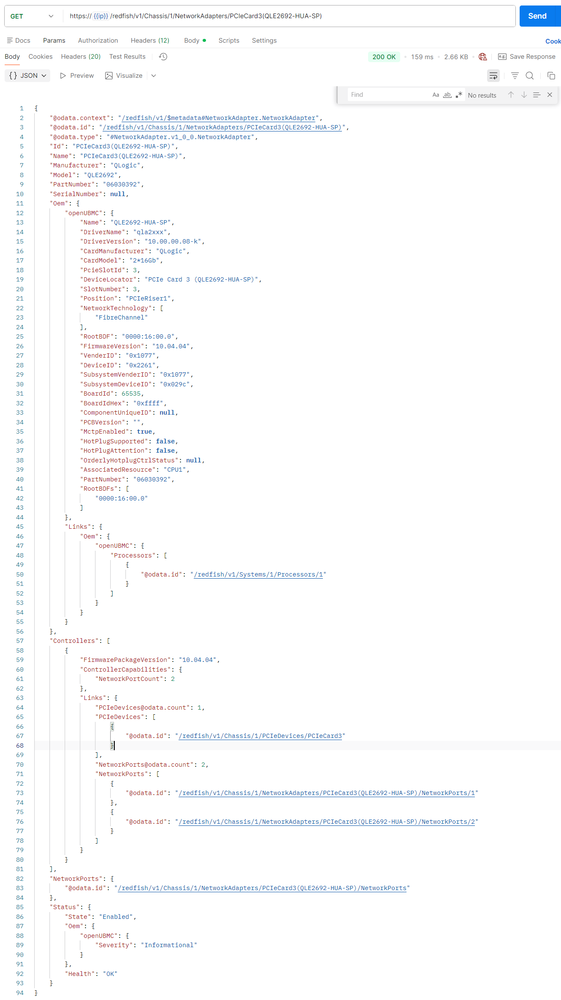 GET https://{{ip}}/redfish/v1/Chassis/1/NetworkAdapters/PCIeCard3(QLE2692-HUA-SP) Send
Docs Params Authorization Headers (12) Body Scripts Settings Cook
Body Cookies Headers (20) Test Results 200 OK 159 ms 2.66 KB e.g. Save Response
{} JSON Preview Visualize
Find Aa ab .* No results
1 {
2 "@odata.context": "/redfish/v1/$metadata#NetworkAdapter.NetworkAdapter",
3 "@odata.id": "/redfish/v1/Chassis/1/NetworkAdapters/PCIeCard3(QLE2692-HUA-SP)",
4 "@odata.type": "#NetworkAdapter.v1_0_0.NetworkAdapter",
5 "Id": "PCIeCard3(QLE2692-HUA-SP)",
6 "Name": "PCIeCard3(QLE2692-HUA-SP)",
7 "Manufacturer": "QLogic",
8 "Model": "QLE2692",
9 "PartNumber": "06030392",
10 "SerialNumber": null,
11 "Oem": {
12 "openUBMC": {
13 "Name": "QLE2692-HUA-SP",
14 "DriverName": "qla2xxx",
15 "DriverVersion": "10.00.00.08-k",
16 "CardManufacturer": "QLogic",
17 "CardModel": "2*16Gb",
18 "PcieSlotId": 3,
19 "DeviceLocator": "PCIe Card 3 (QLE2692-HUA-SP)",
20 "SlotNumber": 3,
21 "Position": "PCIeRiser1",
22 "NetworkTechnology": [
23 "FibreChannel"
24 ],
25 "RootBDF": "0000:16:00.0",
26 "FirmwareVersion": "10.04.04",
27 "VenderID": "0x1077",
28 "DeviceID": "0x2261",
29 "SubsystemVenderID": "0x1077",
30 "SubsystemDeviceID": "0x029c",
31 "BoardId": 65535,
32 "BoardIdHex": "0xffff",
33 "ComponentUniqueID": null,
34 "PCBVersion": "",
35 "MctpEnabled": true,
36 "HotPlugSupported": false,
37 "HotPlugAttention": false,
38 "OrderlyHotplugCtrlStatus": null,
39 "AssociatedResource": "CPU1",
40 "PartNumber": "06030392",
41 "RootBDFs": [
42 "0000:16:00.0"
43 ]
44 },
45 "Links": {
46 "Oem": {
47 "openUBMC": {
48 "Processors": [
49 {
50 "@odata.id": "/redfish/v1/Systems/1/Processors/1"
51 }
52 ]
53 }
54 }
55 }
56 },
57 "Controllers": [
58 {
59 "FirmwarePackageVersion": "10.04.04",
60 "ControllerCapabilities": {
61 "NetworkPortCount": 2
62 },
63 "Links": {
64 "PCIeDevices@odata.count": 1,
65 "PCIeDevices": [
66 {
67 "@odata.id": "/redfish/v1/Chassis/1/PCIeDevices/PCIeCard3"
68 }
69 ],
70 "NetworkPorts@odata.count": 2,
71 "NetworkPorts": [
72 {
73 "@odata.id": "/redfish/v1/Chassis/1/NetworkAdapters/PCIeCard3(QLE2692-HUA-SP)/NetworkPorts/1"
74 },
75 {
76 "@odata.id": "/redfish/v1/Chassis/1/NetworkAdapters/PCIeCard3(QLE2692-HUA-SP)/NetworkPorts/2"
77 }
78 ]
79 }
80 }
81 ],
82 "NetworkPorts": {
83 "@odata.id": "/redfish/v1/Chassis/1/NetworkAdapters/PCIeCard3(QLE2692-HUA-SP)/NetworkPorts"
84 },
85 "Status": {
86 "State": "Enabled",
87 "Oem": {
88 "openUBMC": {
89 "Severity": "Informational"
90 }
91 },
92 "Health": "OK"
93 }
94 }